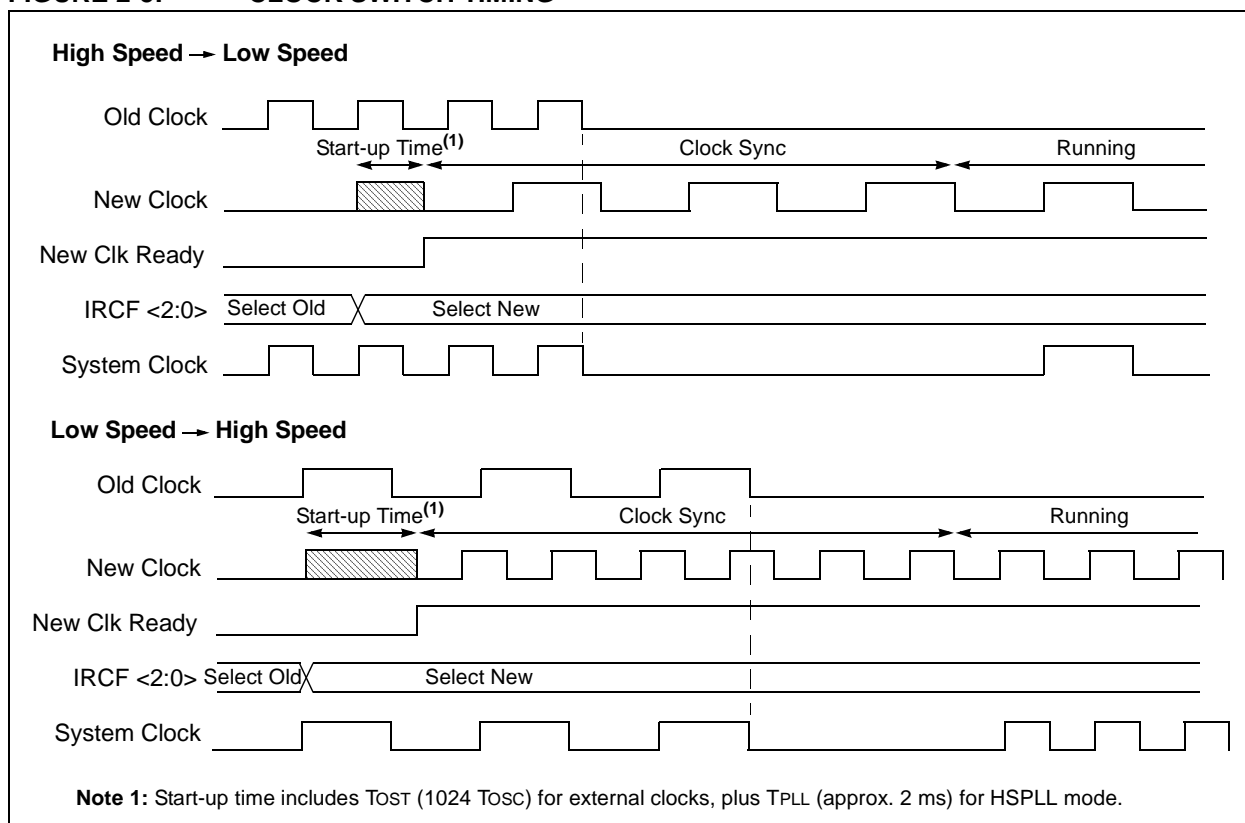 High Speed → Low Speed
Old Clock
Start-up Time(1) Clock Sync Running
New Clock
New Clk Ready
IRCF <2:0> Select Old Select New
System Clock
Low Speed → High Speed
Old Clock
Start-up Time(1) Clock Sync Running
New Clock
New Clk Ready
IRCF <2:0> Select Old Select New
System Clock
Note 1: Start-up time includes TOST (1024 TOSC) for external clocks, plus TPLL (approx. 2 ms) for HSPLL mode.